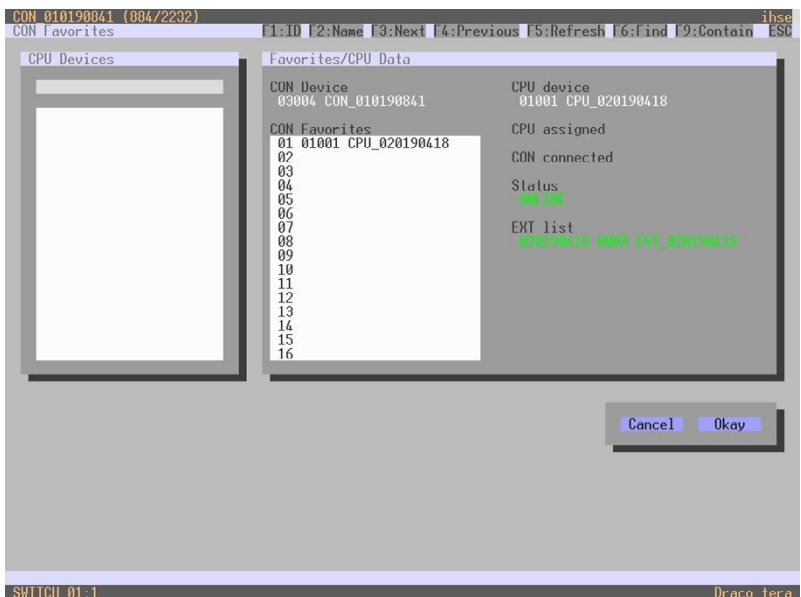 CON 010190841 (884/2232) ihse
CON Favorites F1:ID F2:Name F3:Next F4:Previous F5:Refresh F6:Find F9:Contain ESC
CPU Devices
Favorites/CPU Data
CON Device
03004 CON_010190841
CON Favorites
01 01001 CPU_020190418
02
03
04
05
06
07
08
09
10
11
12
13
14
15
16
CPU device
01001 CPU_020190418
CPU assigned
CON connected
Status
ONLINE
EXT list
020190418 0003 EXT_020190418
Cancel Okay
SWITCH_01:1 Draco tera